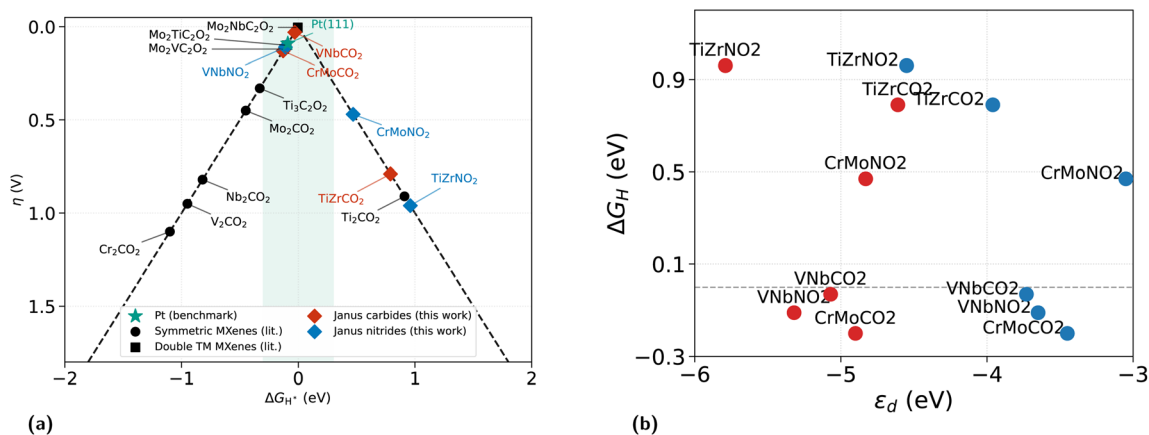 Mo₂NbC₂O₂
Pt(111)
Mo₂TiC₂O₂
Mo₂VC₂O₂
VNbCO₂
VNbNO₂
CrMoCO₂
Ti₃C₂O₂
Mo₂CO₂
CrMoNO₂
TiZrNO₂
TiZrCO₂
Nb₂CO₂
Ti₂CO₂
V₂CO₂
Cr₂CO₂
0.0
0.5
1.0
1.5
η (V)
Pt (benchmark)
Symmetric MXenes (lit.)
Double TM MXenes (lit.)
Janus carbides (this work)
Janus nitrides (this work)
−2 −1 0 1 2
ΔG_H* (eV)
(a)
TiZrNO2
TiZrNO2
TiZrCO2
TiZrCO2
CrMoNO2
CrMoNO2
VNbCO2
VNbCO2
VNbNO2
VNbNO2
CrMoCO2
CrMoCO2
0.9
0.5
0.1
−0.3
ΔG_H (eV)
−6 −5 −4 −3
ε_d (eV)
(b)